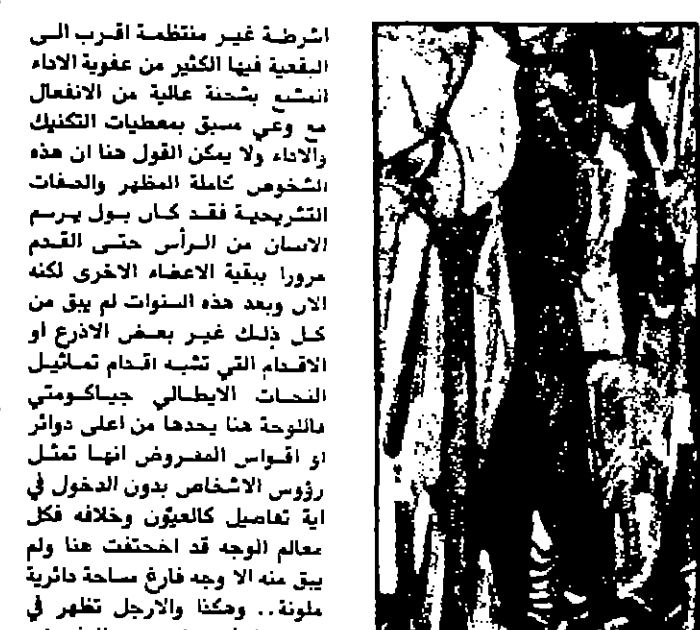 اشرطة غير منتظمة اقرب الى
البقعية فيها الكثير من عفوية الاداء
المشبع بشحنة عالية من الانفعال
مع وعي مسبق بمعطيات التكنيك
والاداء ولا يمكن القول هنا ان هذه
الشخوص كاملة المظهر والصفات
التشريحية فقد كان بول يرسم
الانسان من الرأس حتى القدم
مرورا ببقية الاعضاء الاخرى لكنه
الان وبعد هذه السنوات لم يبق من
كل ذلك غير بعض الاذرع او
الاقدام التي تشبه اقدام تماثيل
النحات الايطالي جياكومتي
فاللوحة هنا يحدها من اعلى دوائر
او اقواس المفروض انها تمثل
رؤوس الاشخاص بدون الدخول في
اية تفاصيل كالعيون وخلافه فكل
معالم الوجه قد اختفت هنا ولم
يبق منه الا وجه فارغ مساحة دائرية
ملونة.. وهكذا والارجل تظهر في